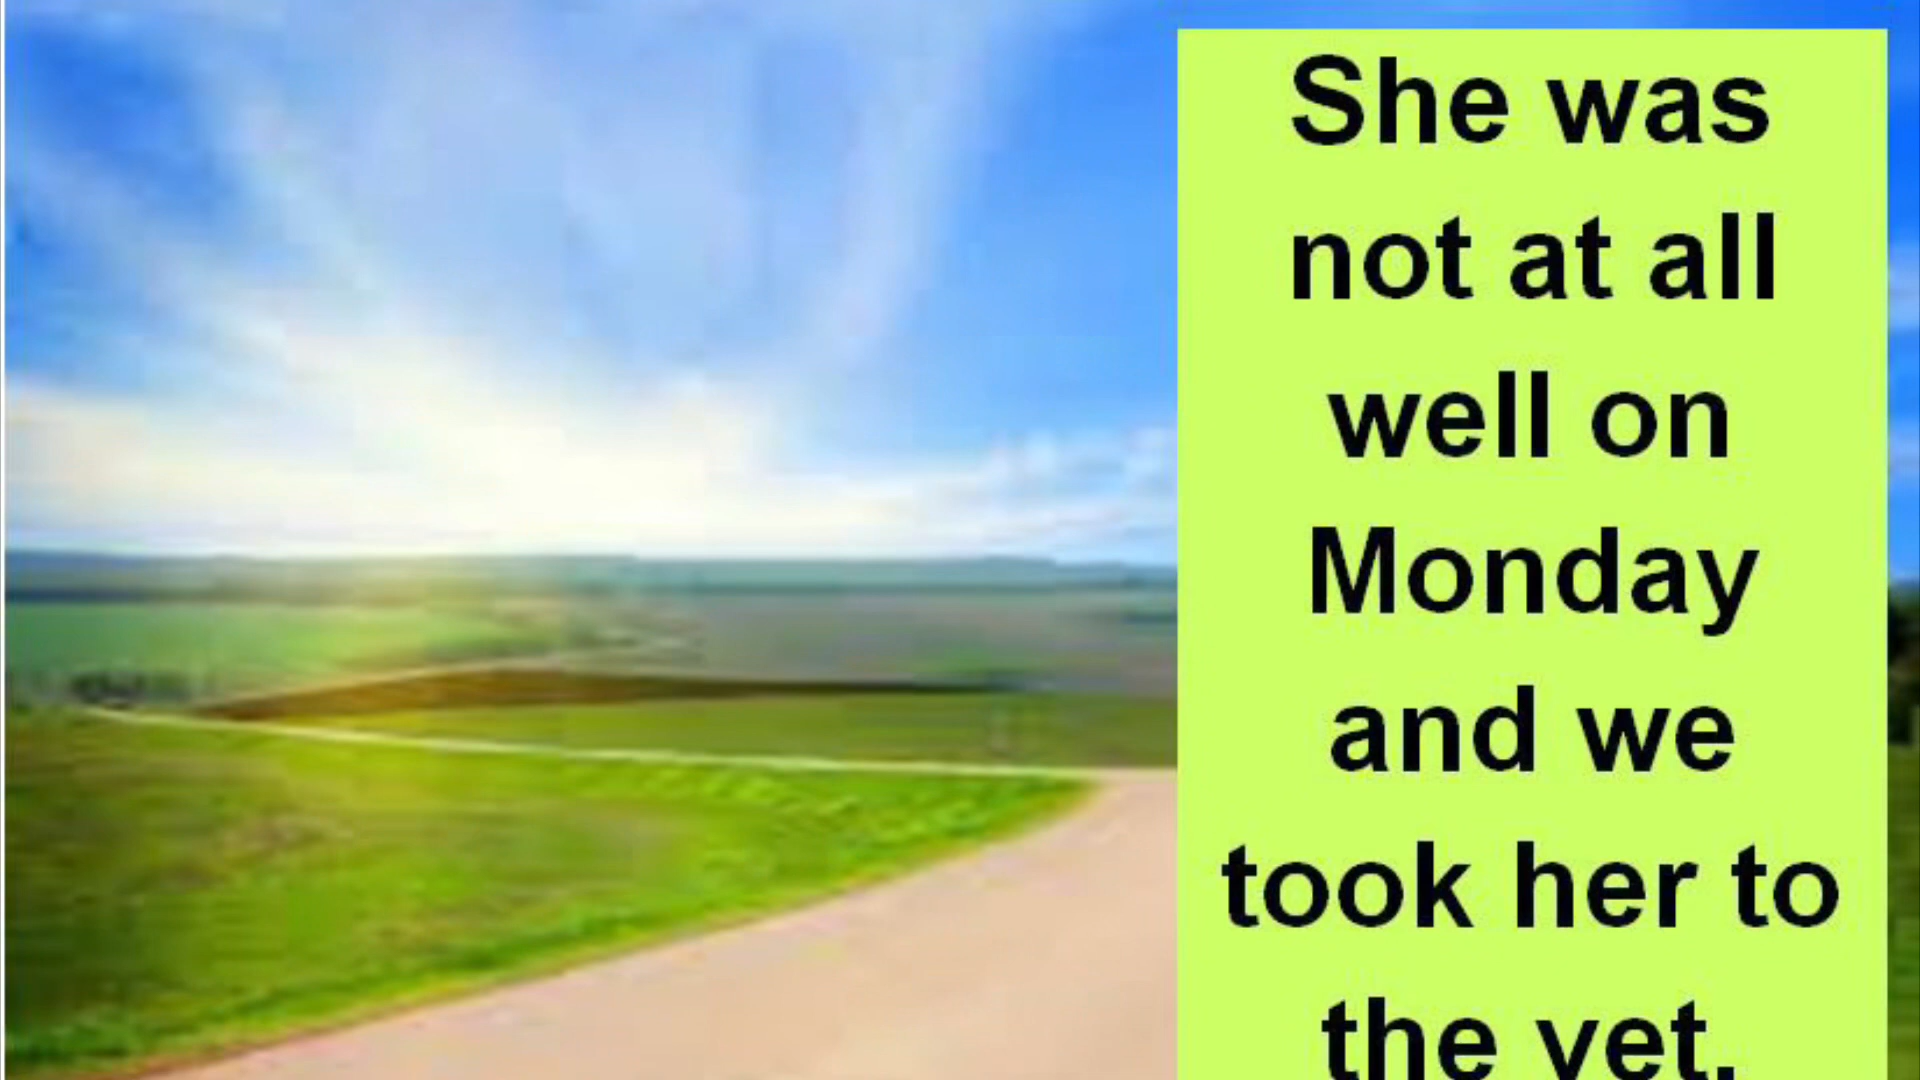 She was
not at all
well on
Monday
and we
took her to
the vet.